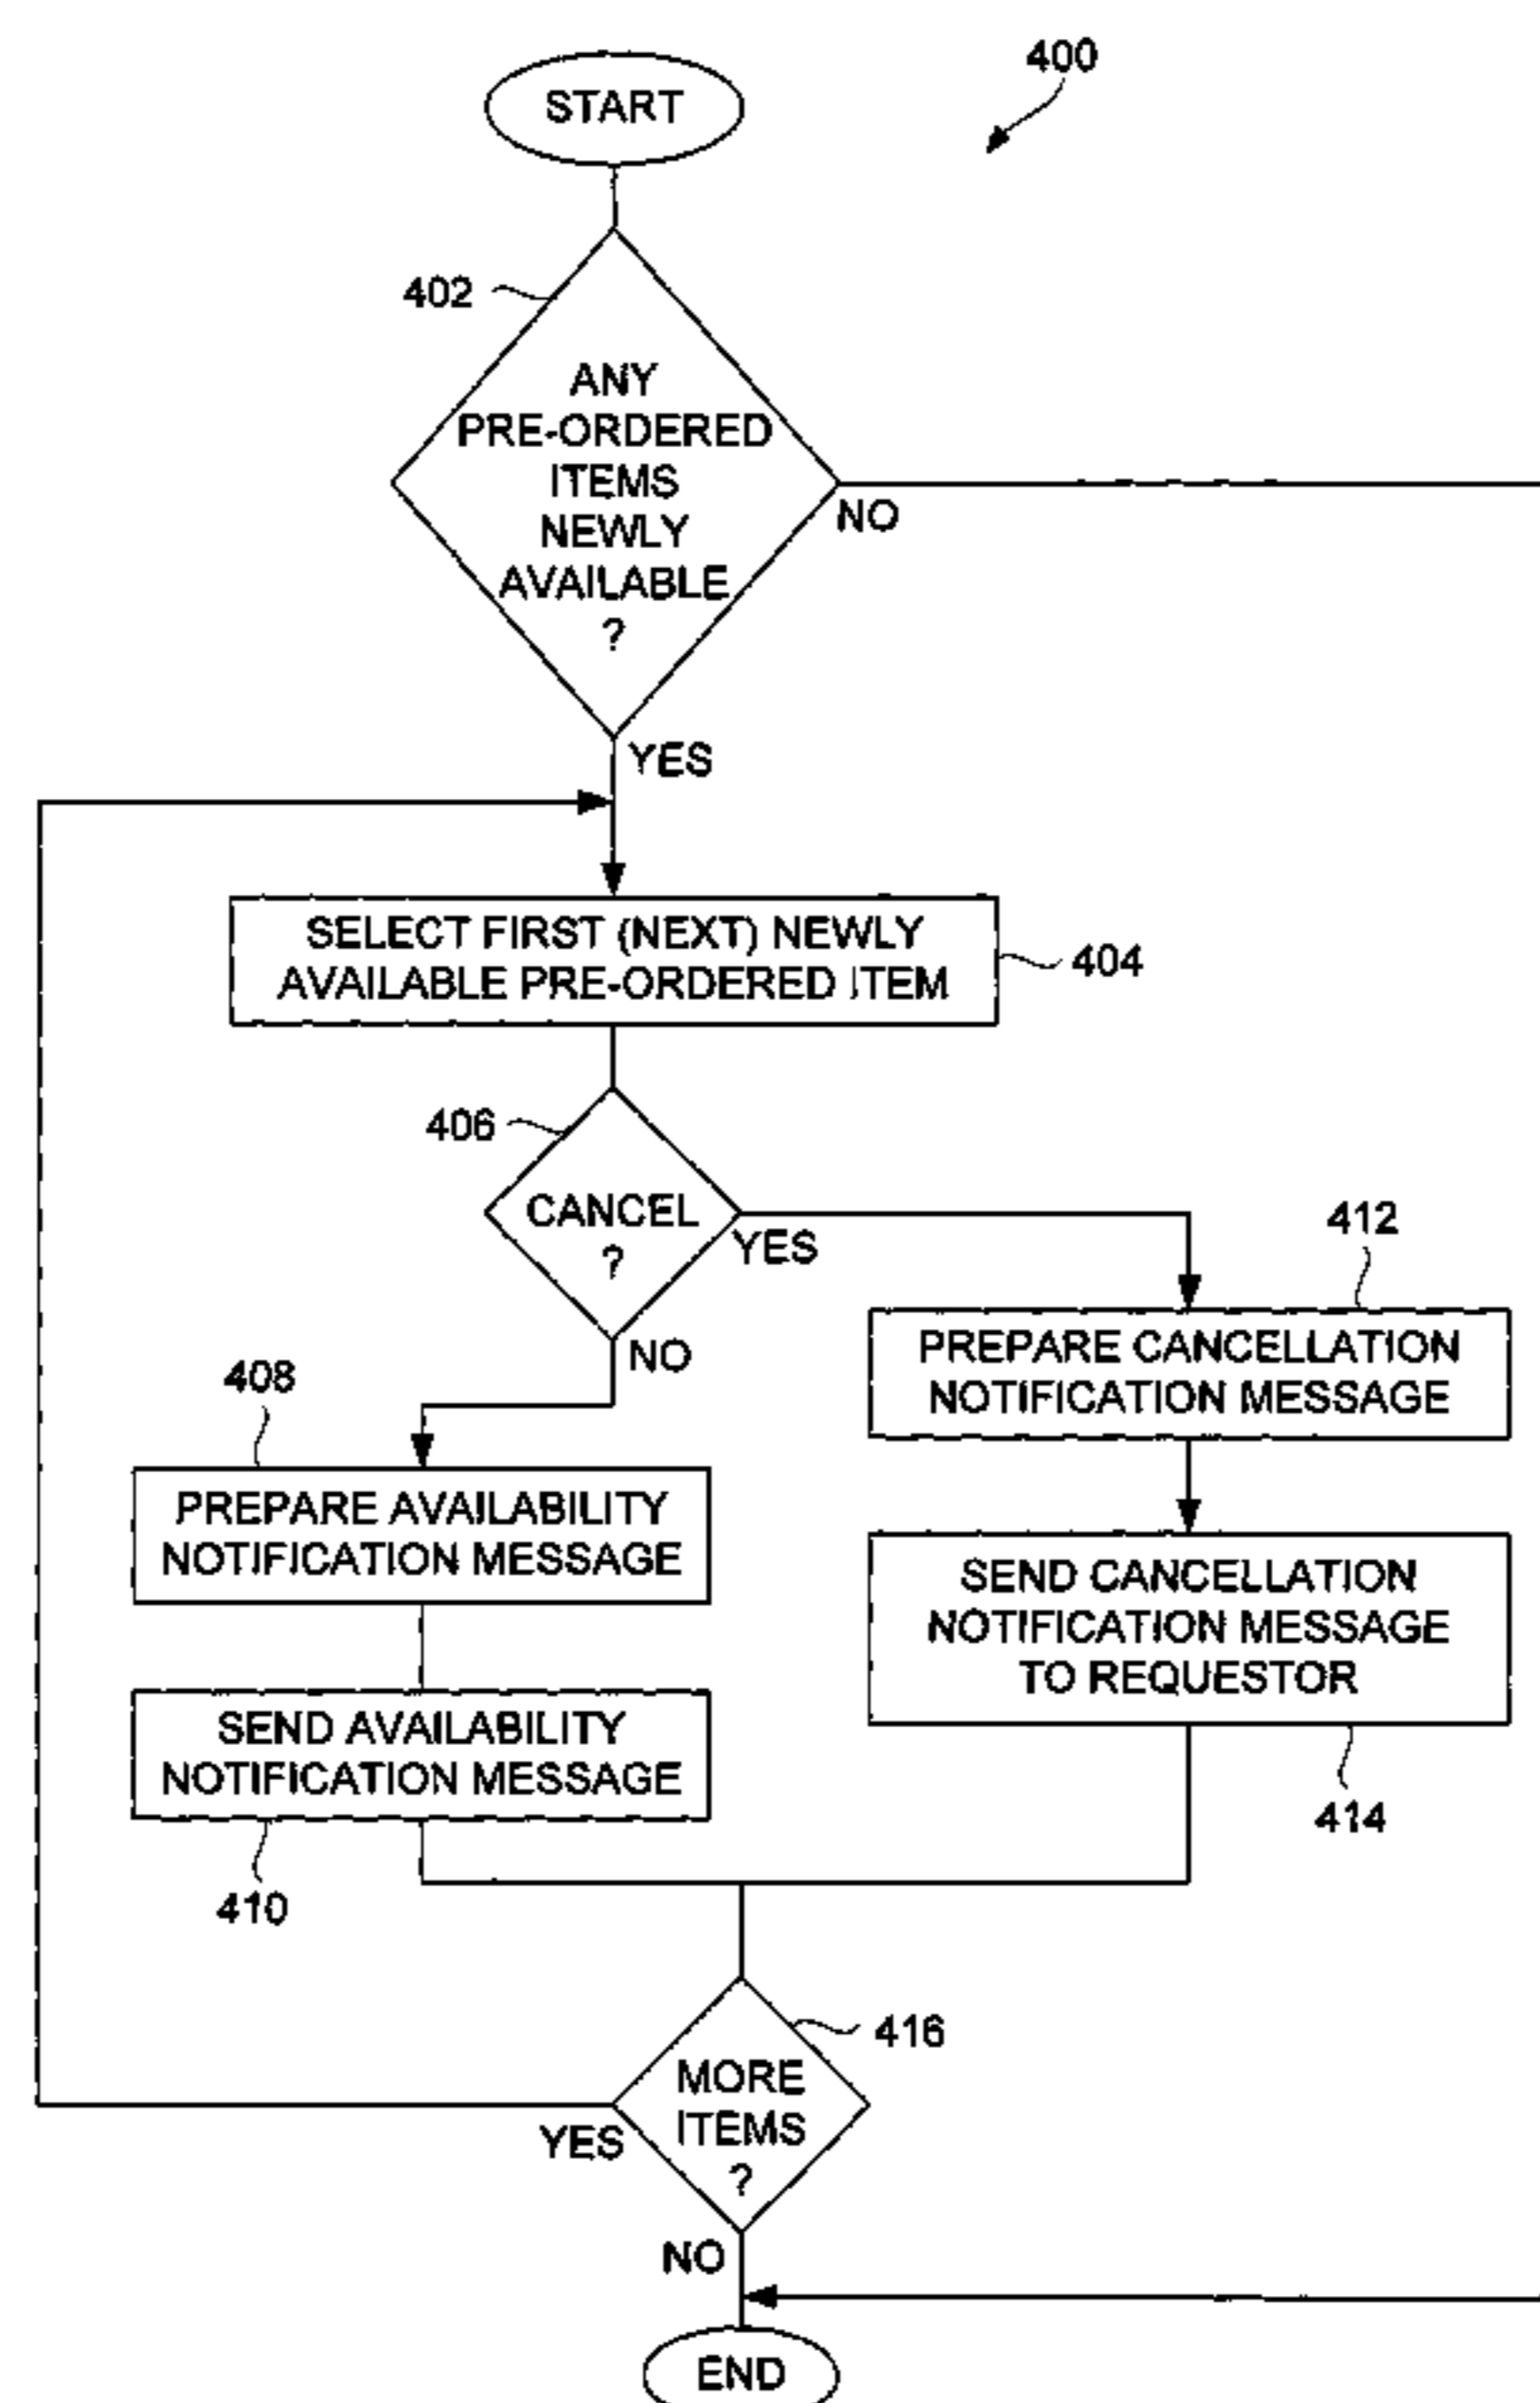 400
START
402
ANY
PRE-ORDERED
ITEMS
NEWLY
AVAILABLE
?
NO
YES
SELECT FIRST (NEXT) NEWLY
AVAILABLE PRE-ORDERED ITEM
404
406
CANCEL
?
YES
NO
412
PREPARE CANCELLATION
NOTIFICATION MESSAGE
408
PREPARE AVAILABILITY
NOTIFICATION MESSAGE
SEND CANCELLATION
NOTIFICATION MESSAGE
TO REQUESTOR
414
SEND AVAILABILITY
NOTIFICATION MESSAGE
410
416
MORE
ITEMS
?
YES
NO
END